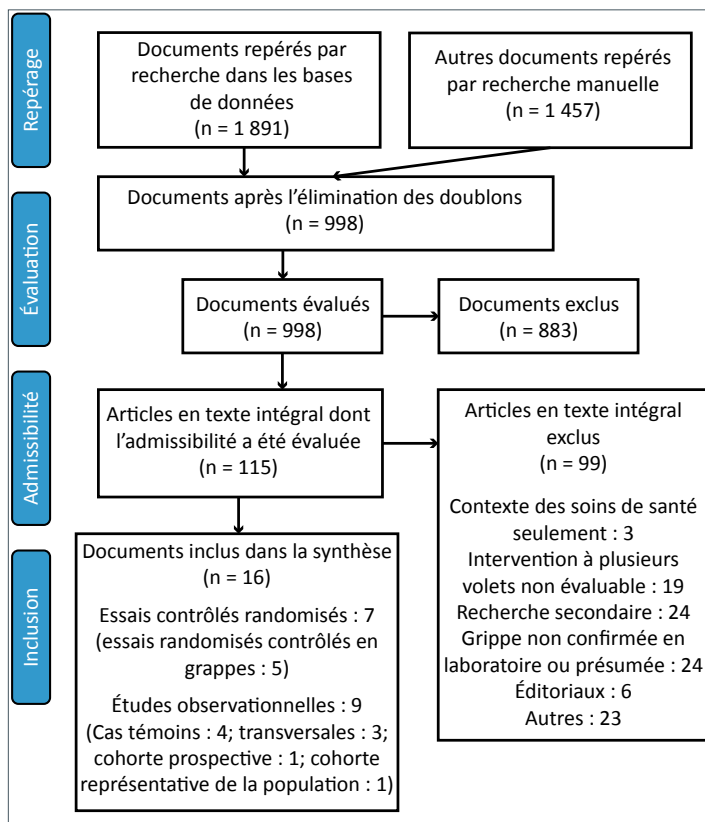 Repérage
Documents repérés par
recherche dans les bases
de données
(n = 1 891)
Autres documents repérés
par recherche manuelle
(n = 1 457)
Documents après l’élimination des doublons
(n = 998)
Évaluation
Documents évalués
(n = 998)
Documents exclus
(n = 883)
Admissibilité
Articles en texte intégral dont
l’admissibilité a été évaluée
(n = 115)
Articles en texte intégral
exclus
(n = 99)
Contexte des soins de santé
seulement : 3
Intervention à plusieurs
volets non évaluable : 19
Recherche secondaire : 24
Grippe non confirmée en
laboratoire ou présumée : 24
Éditoriaux : 6
Autres : 23
Inclusion
Documents inclus dans la synthèse
(n = 16)
Essais contrôlés randomisés : 7
(essais randomisés contrôlés en
grappes : 5)
Études observationnelles : 9
(Cas témoins : 4; transversales : 3;
cohorte prospective : 1; cohorte
représentative de la population : 1)